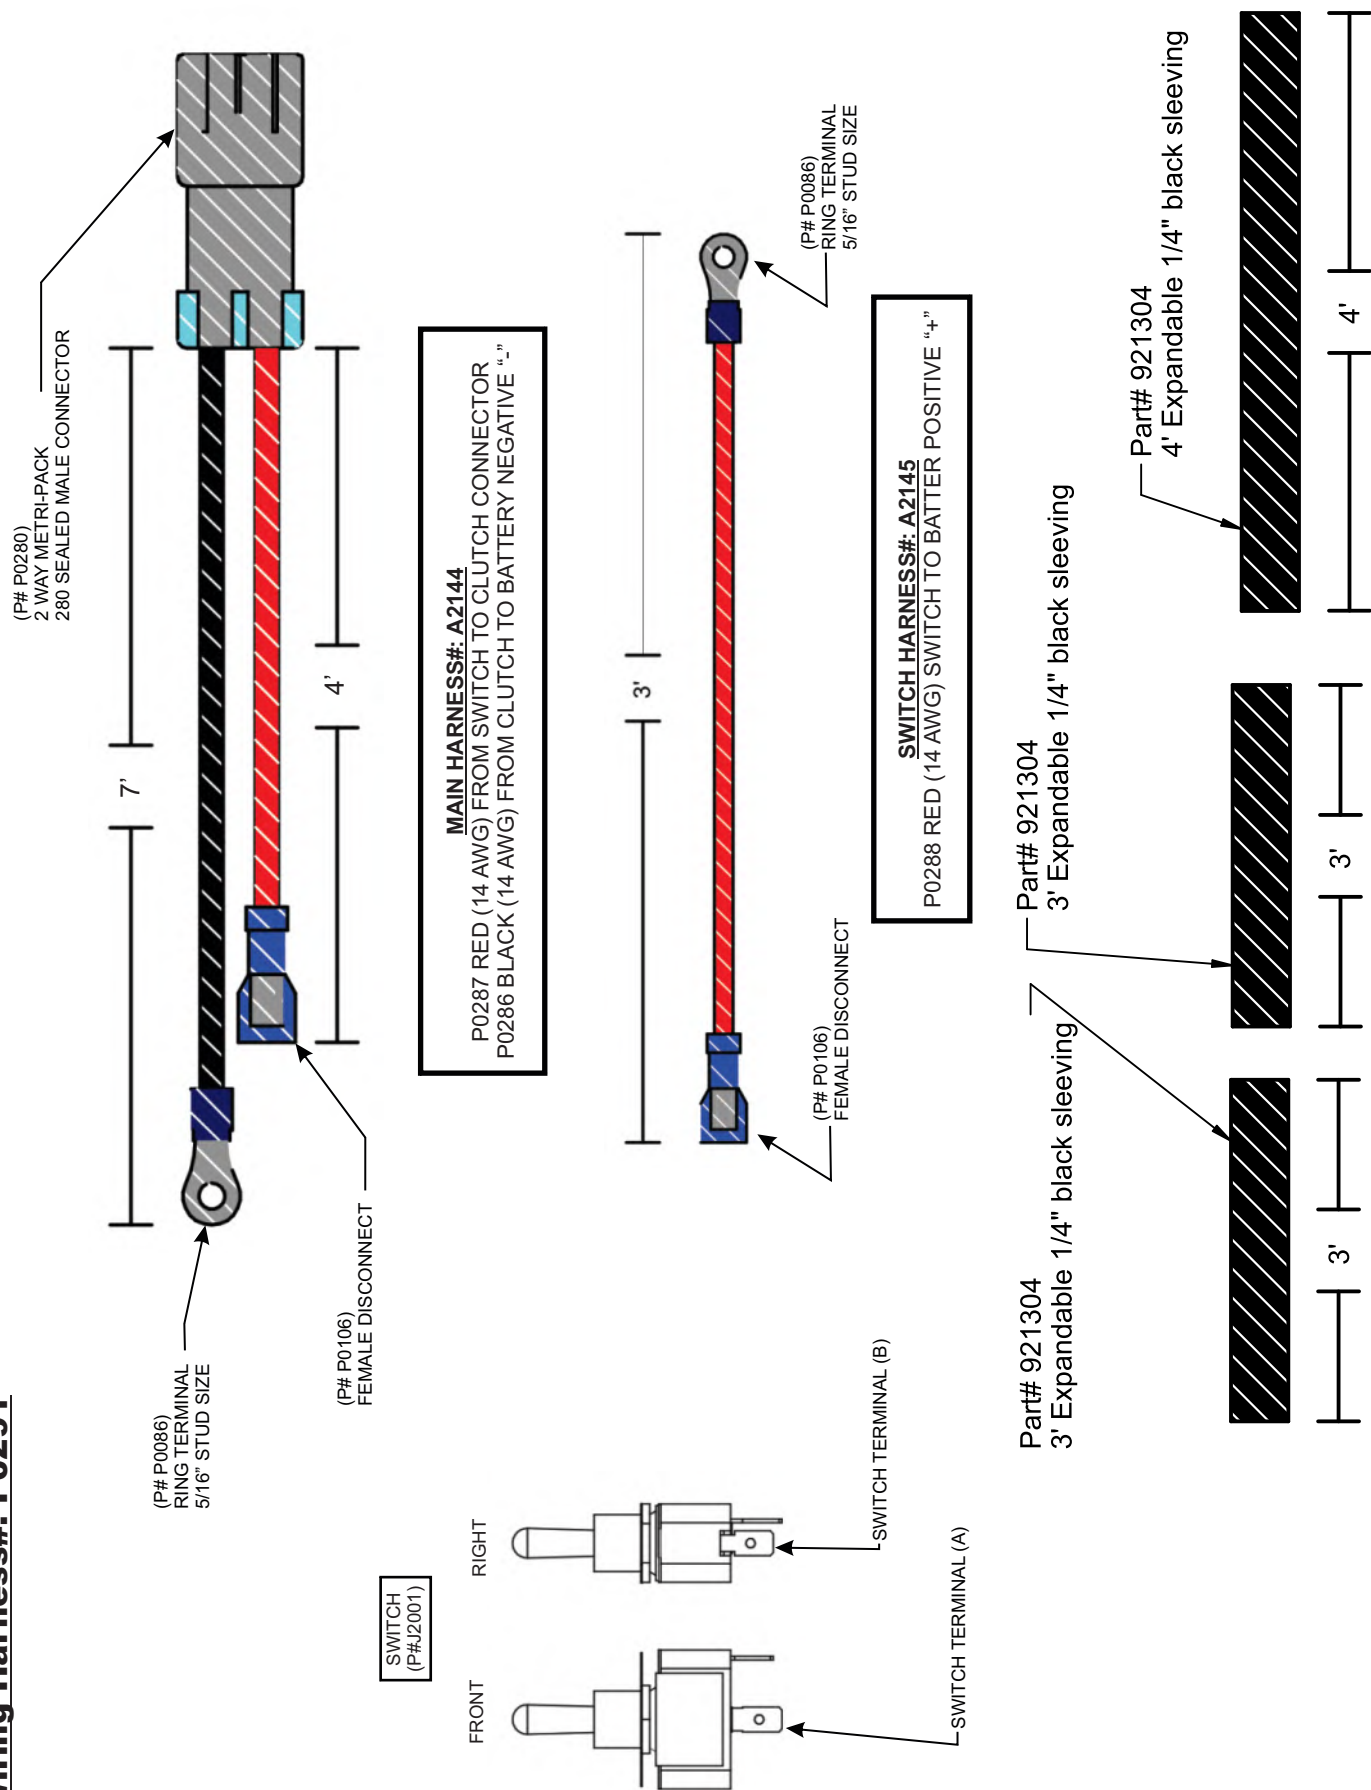 Harness#:
(P# P0280)
2 WAY METRI-PACK
280 SEALED MALE CONNECTOR
7’
(P# P0086)
RING TERMINAL
5/16” STUD SIZE
4’
(P# P0106)
FEMALE DISCONNECT
SWITCH
(P#J2001)
FRONT
RIGHT
SWITCH TERMINAL (B)
SWITCH TERMINAL (A)
MAIN HARNESS#: A2144
P0287 RED (14 AWG) FROM SWITCH TO CLUTCH CONNECTOR
P0286 BLACK (14 AWG) FROM CLUTCH TO BATTERY NEGATIVE “-”
3'
(P# P0106)
FEMALE DISCONNECT
(P# P0086)
RING TERMINAL
5/16” STUD SIZE
SWITCH HARNESS#: A2145
P0288 RED (14 AWG) SWITCH TO BATTER POSITIVE “+”
Part# 921304
3' Expandable 1/4" black sleeving
Part# 921304
3' Expandable 1/4" black sleeving
Part# 921304
4' Expandable 1/4" black sleeving
3'
3'
4'